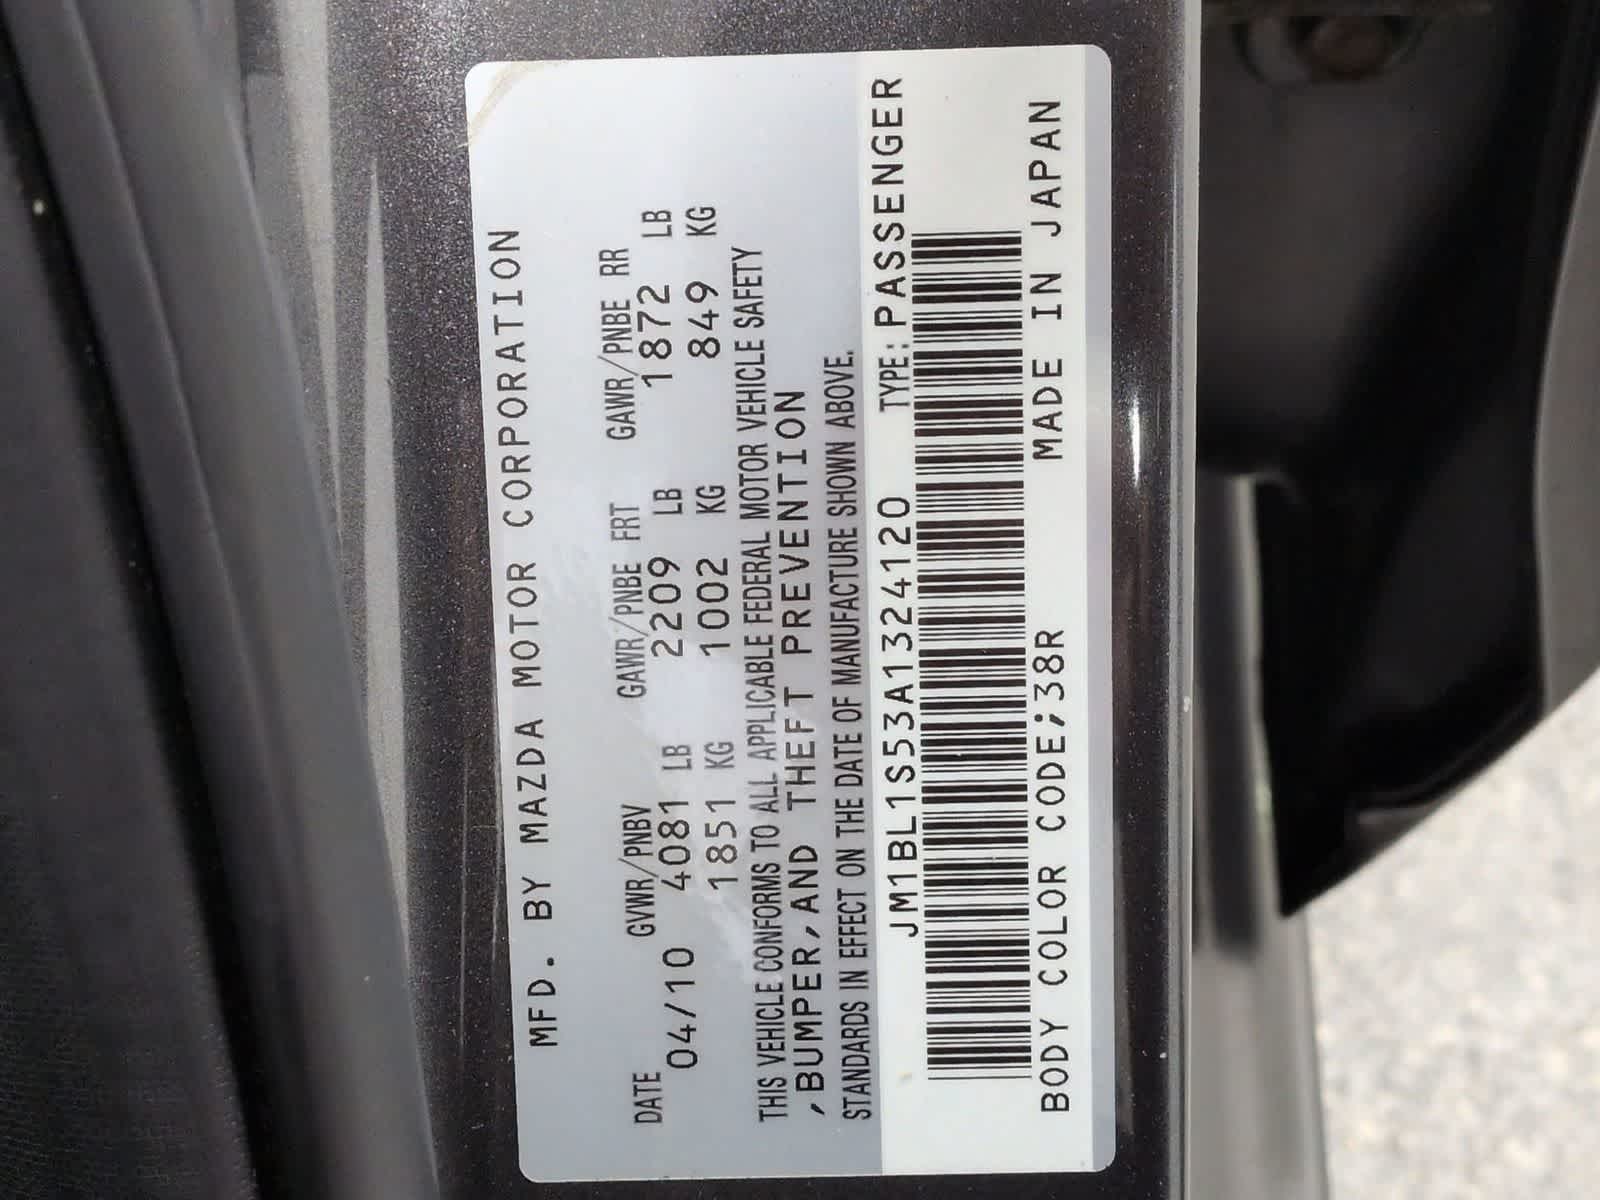 MFD. BY MAZDA MOTOR CORPORATION
DATE GVWR/PNBV GAWR/PNBE FRT GAWR/PNBE RR
04/10 4081 LB 2209 LB 1872 LB
1851 KG 1002 KG 849 KG
THIS VEHICLE CONFORMS TO ALL APPLICABLE FEDERAL MOTOR VEHICLE SAFETY
,BUMPER,AND THEFT PREVENTION
STANDARDS IN EFFECT ON THE DATE OF MANUFACTURE SHOWN ABOVE.
JM1BL1S53A1324120 TYPE:PASSENGER
BODY COLOR CODE;38R MADE IN JAPAN